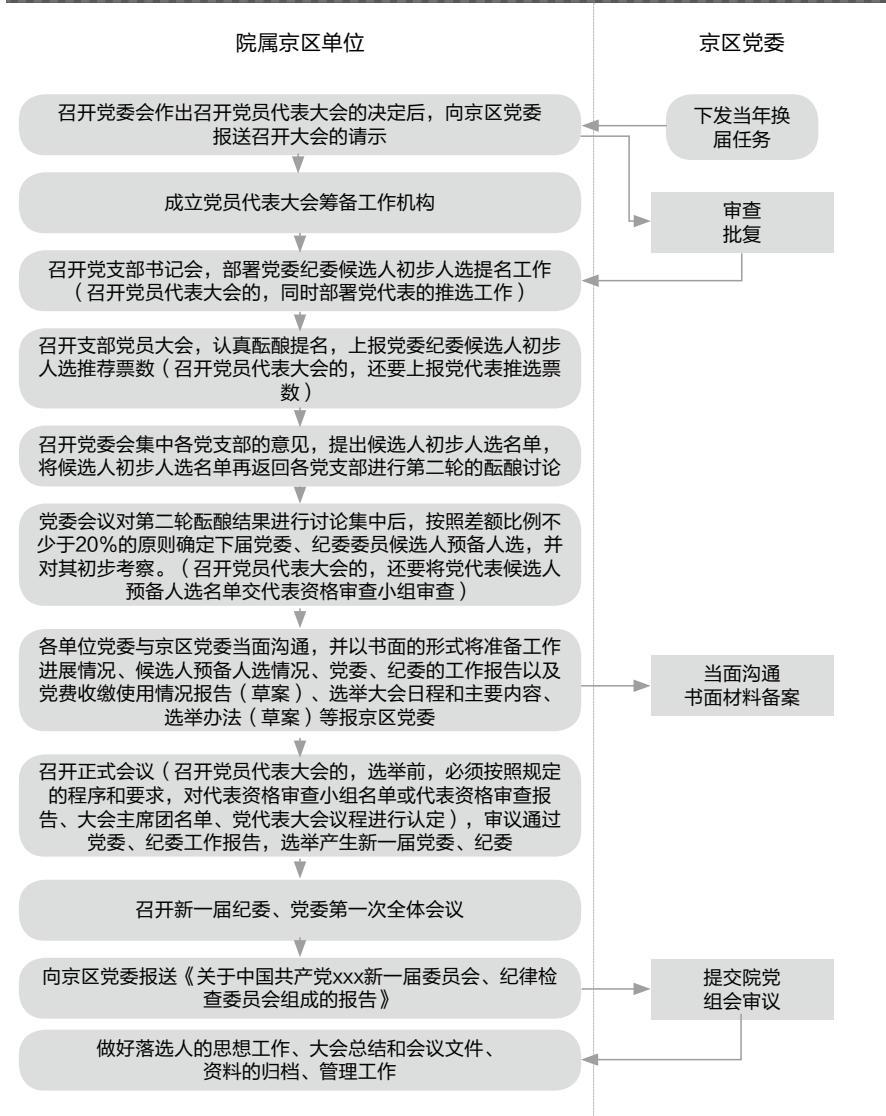 院属京区单位
京区党委
召开党委会作出召开党员代表大会的决定后，向京区党委
报送召开大会的请示
下发当年换
届任务
成立党员代表大会筹备工作机构
审查
批复
召开党支部书记会，部署党委纪委候选人初步人选提名工作
（召开党员代表大会的，同时部署党代表的推选工作）
召开支部党员大会，认真酝酿提名，上报党委纪委候选人初步
人选推荐票数（召开党员代表大会的，还要上报党代表推选票
数）
召开党委会集中各党支部的意见，提出候选人初步人选名单，
将候选人初步人选名单再返回各党支部进行第二轮的酝酿讨论
党委会议对第二轮酝酿结果进行讨论集中后，按照差额比例不
少于20%的原则确定下届党委、纪委委员候选人预备人选，并
对其初步考察。（召开党员代表大会的，还要将党代表候选人
预备人选名单交代表资格审查小组审查）
各单位党委与京区党委当面沟通，并以书面的形式将准备工作
进展情况、候选人预备人选情况、党委、纪委的工作报告以及
党费收缴使用情况报告（草案）、选举大会日程和主要内容、
选举办法（草案）等报京区党委
当面沟通
书面材料备案
召开正式会议（召开党员代表大会的，选举前，必须按照规定
的程序和要求，对代表资格审查小组名单或代表资格审查报
告、大会主席团名单、党代表大会议程进行认定），审议通过
党委、纪委工作报告，选举产生新一届党委、纪委
召开新一届纪委、党委第一次全体会议
向京区党委报送《关于中国共产党xxx新一届委员会、纪律检
查委员会组成的报告》
提交院党
组会审议
做好落选人的思想工作、大会总结和会议文件、
资料的归档、管理工作